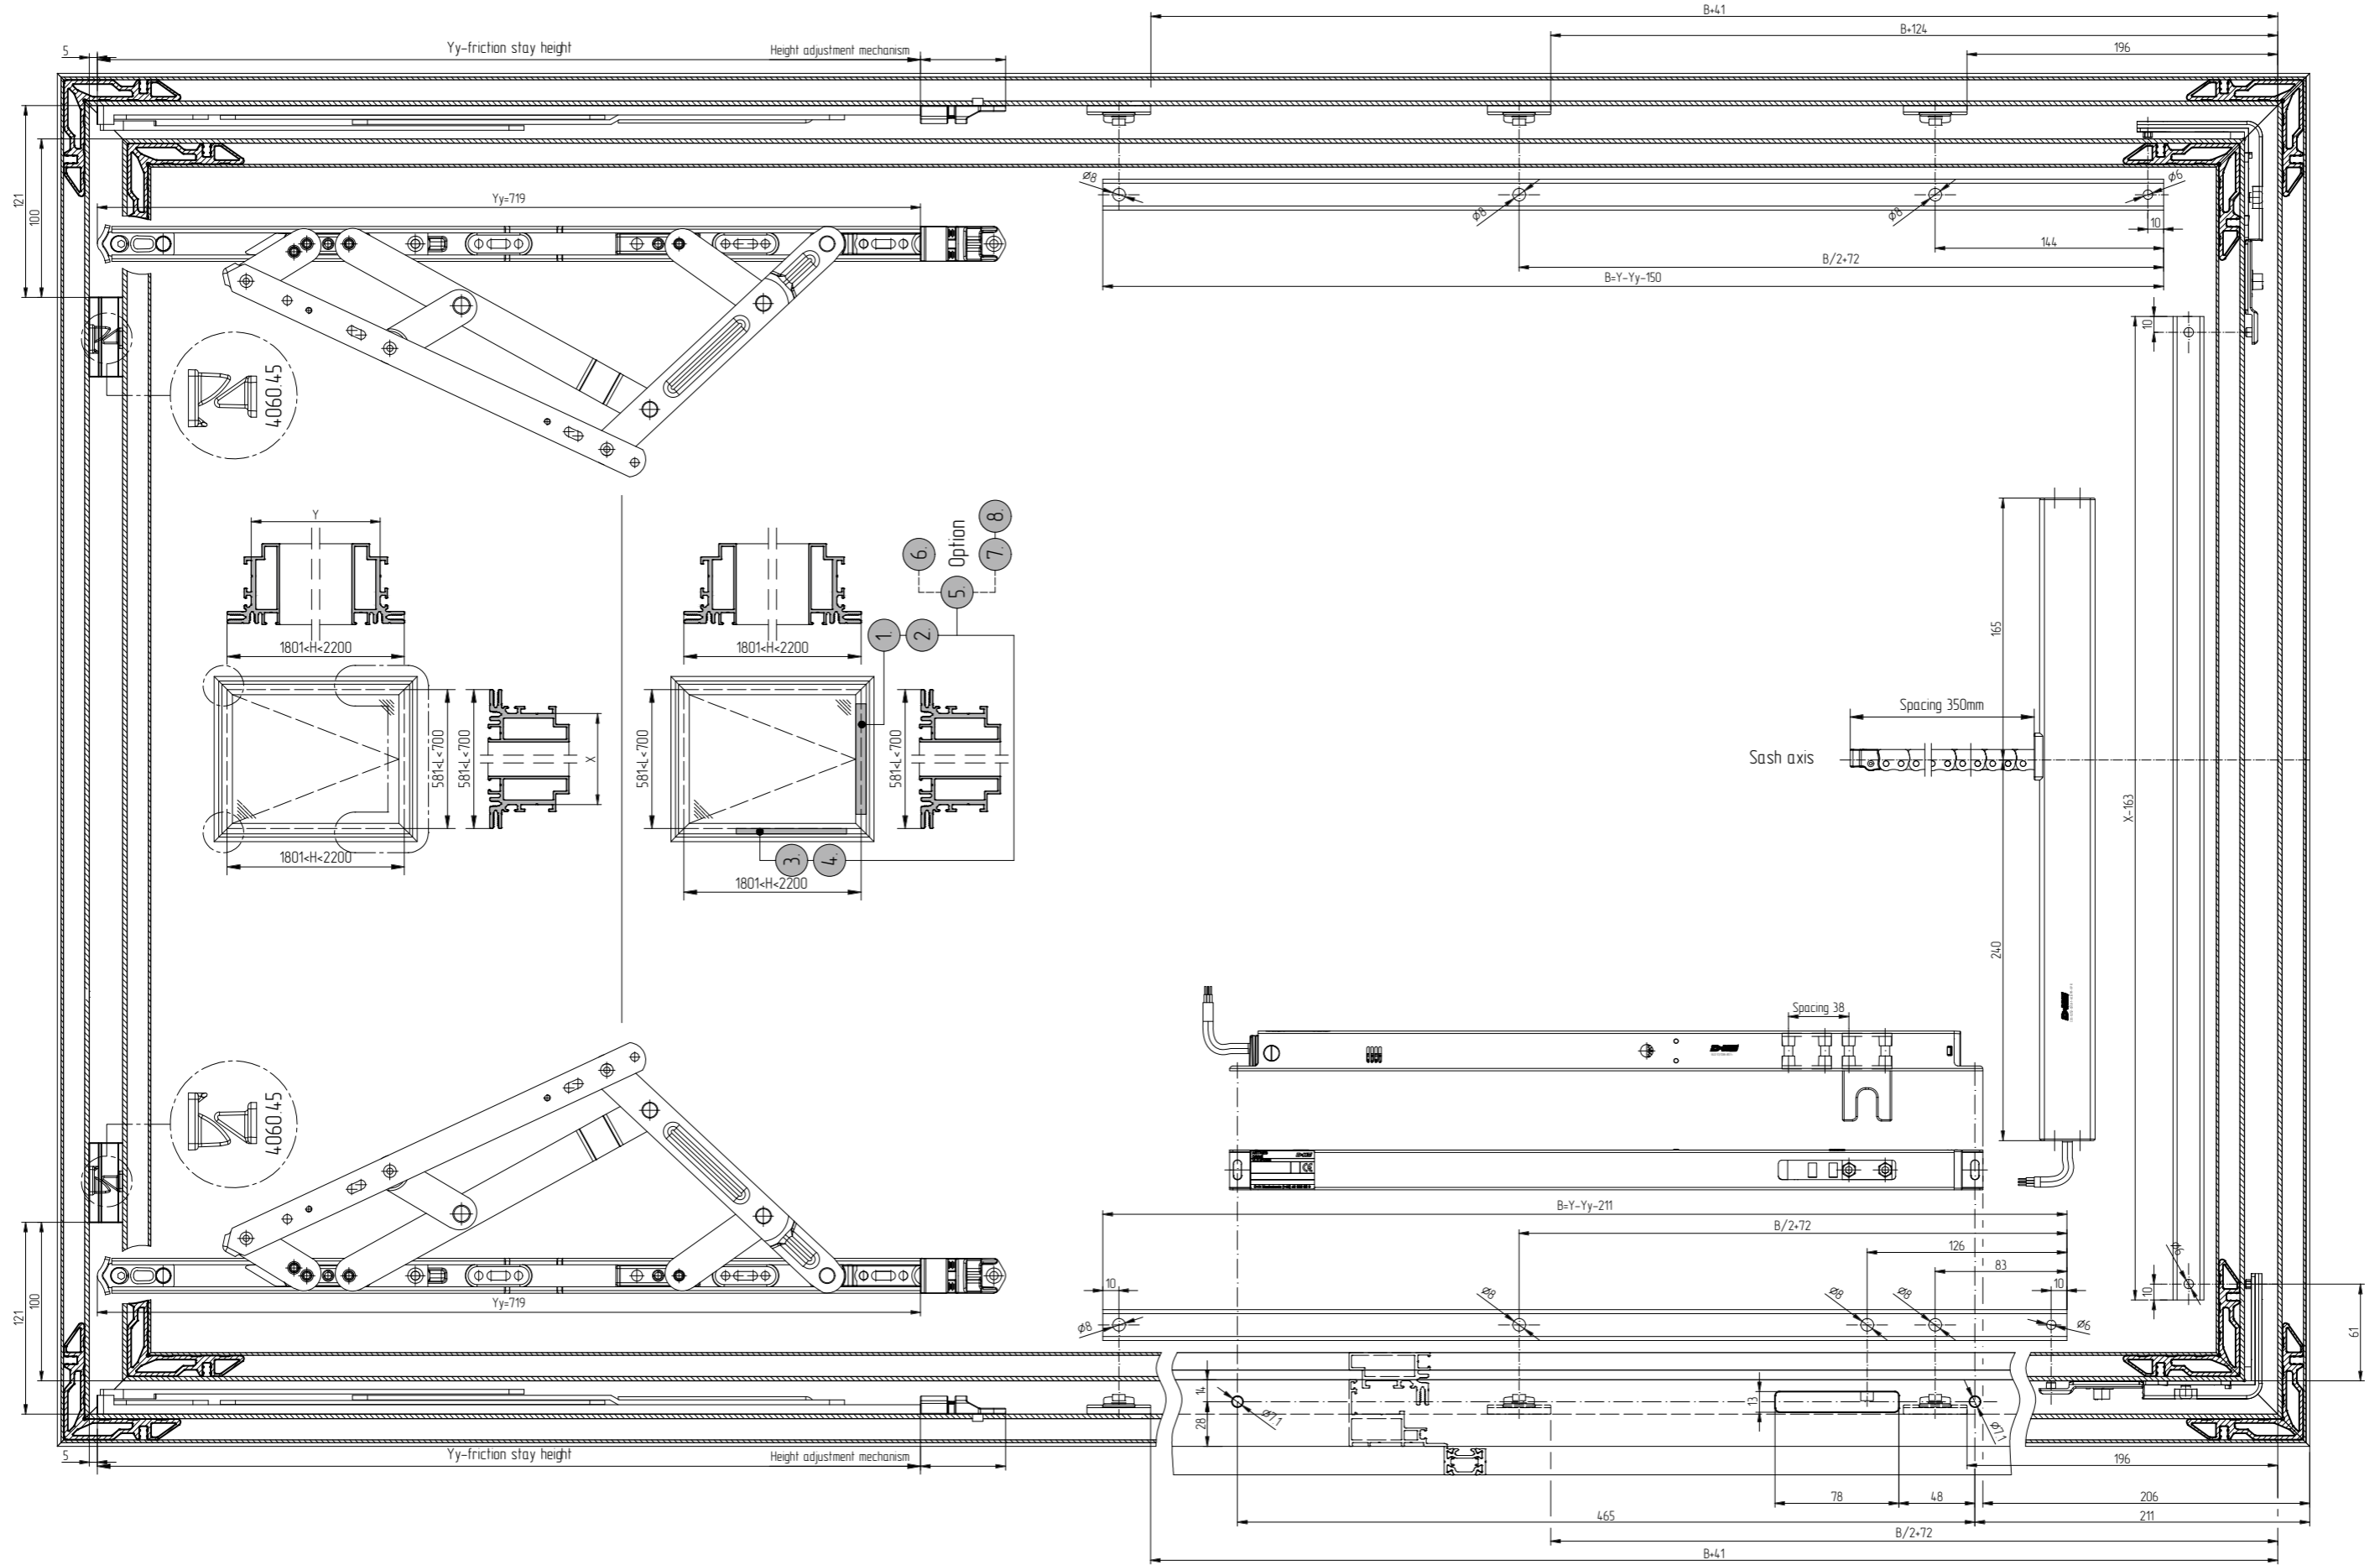 B+41
B+124
196
5
Yy-friction stay height
Height adjustment mechanism
121
100
Yy=719
Ø8
Ø8
Ø8
Ø6
10
144
B/2+72
B=Y-Yy-150
10
4060.45
Y
1801<H<2200
581<L<700
581<L<700
X
1801<H<2200
1801<H<2200
581<L<700
581<L<700
1801<H<2200
1.
2.
3.
4.
5.
6.
Option
7.
8.
165
Spacing 350mm
Sash axis
X-163
240
Spacing 38
4060.45
B=Y-Yy-211
B/2+72
126
83
10
10
Ø8
Ø8
Ø8
Ø8
Ø6
Ø6
10
61
121
100
Yy=719
14
28
Ø7.1
13
Ø7.1
5
Yy-friction stay height
Height adjustment mechanism
196
78
48
206
465
211
B/2+72
B+41